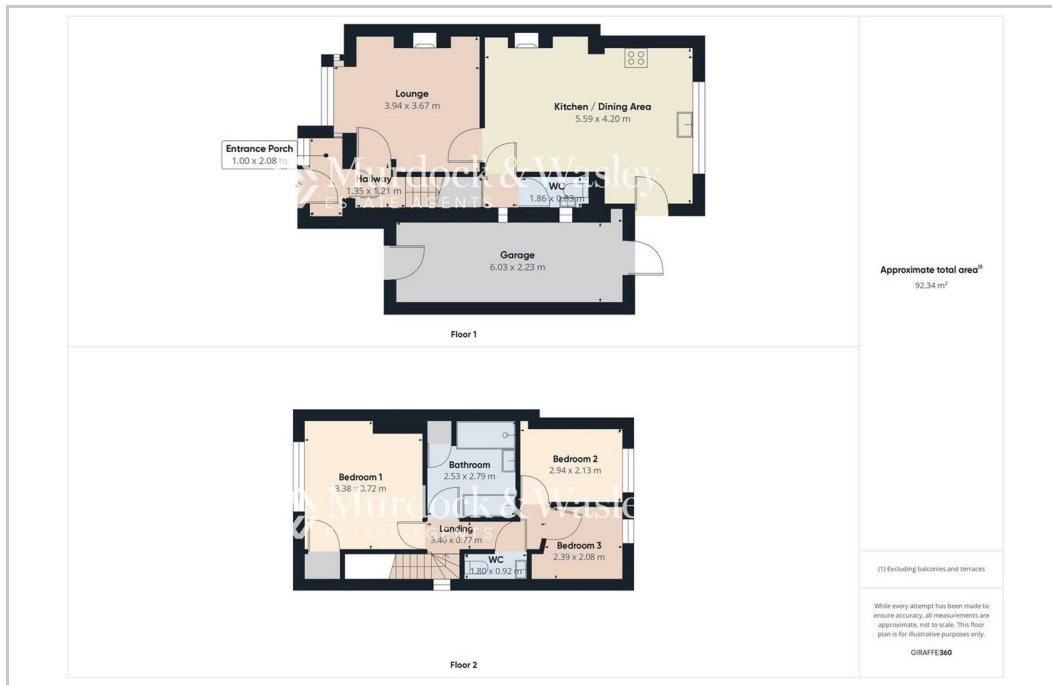 Lounge
3.94 x 3.67 m
Kitchen / Dining Area
5.59 x 4.20 m
Entrance Porch
1.00 x 2.08 m
Hallway
1.35 x 1.21 m
WC
1.86 x 0.83 m
Murdock & Wasley
ESTATE AGENTS
Garage
6.03 x 2.23 m
Floor 1
Approximate total area(1)
92.34 m²
Bedroom 1
3.38 x 3.72 m
Bathroom
2.53 x 2.79 m
Bedroom 2
2.94 x 2.13 m
Murdock & Wasley
ESTATE AGENTS
Landing
3.40 x 0.77 m
Bedroom 3
2.39 x 2.08 m
WC
1.80 x 0.92 m
Floor 2
(1) Excluding balconies and terraces
While every attempt has been made to
ensure accuracy, all measurements are
approximate, not to scale. This floor
plan is for illustrative purposes only.
GIRAFFE360